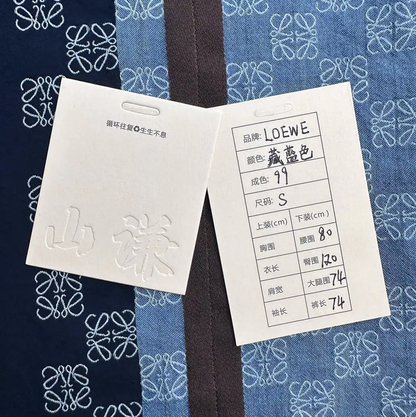 循环往复♻生生不息
山谦
品牌: LOEWE
颜色: 藏蓝色
成色: 99
尺码: S
上装(cm) 下装(cm)
胸围 腰围 80
衣长 臀围 120
肩宽 大腿围 74
袖长 裤长 74